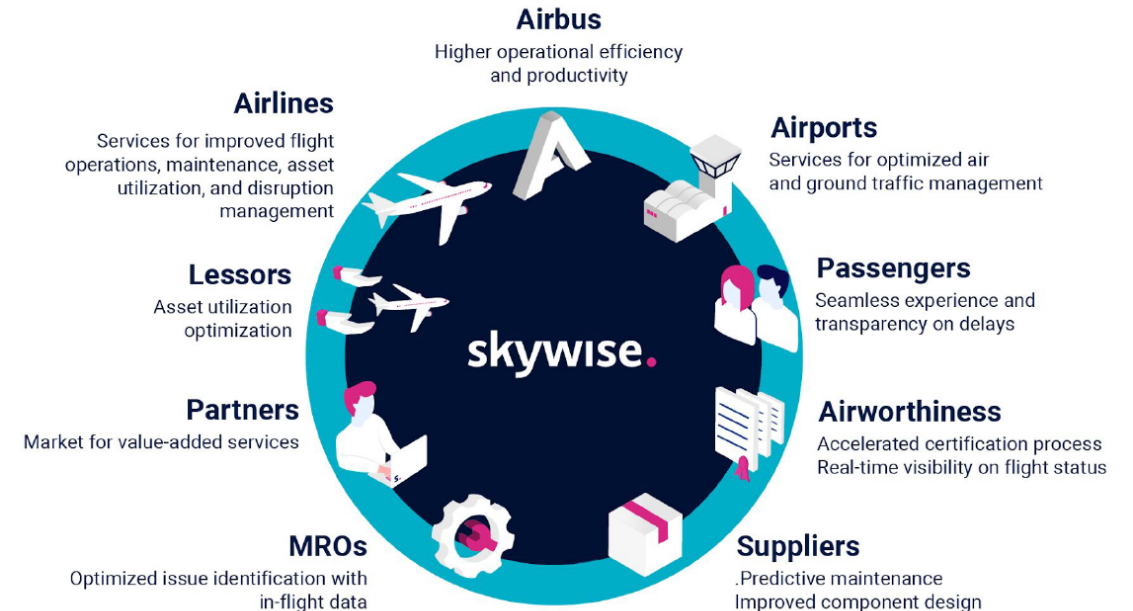 Airbus
Higher operational efficiency
and productivity
Airlines
Services for improved flight
operations, maintenance, asset
utilization, and disruption
management
Airports
Services for optimized air
and ground traffic management
Lessors
Asset utilization
optimization
Passengers
Seamless experience and
transparency on delays
skywise.
Partners
Market for value-added services
Airworthiness
Accelerated certification process
Real-time visibility on flight status
MROs
Optimized issue identification with
in-flight data
Suppliers
.Predictive maintenance
Improved component design
s.